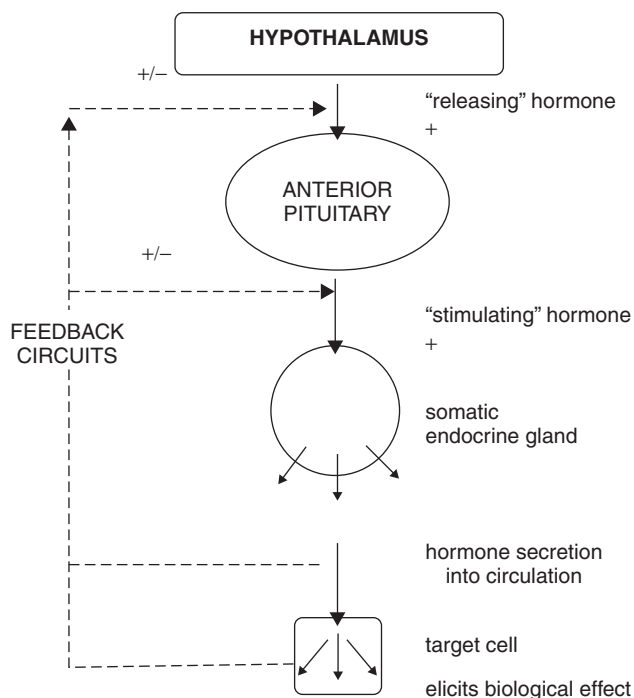 HYPOTHALAMUS
+/–
“releasing” hormone
+
ANTERIOR
PITUITARY
+/–
“stimulating” hormone
+
FEEDBACK
CIRCUITS
somatic
endocrine gland
hormone secretion
into circulation
target cell
elicits biological effect